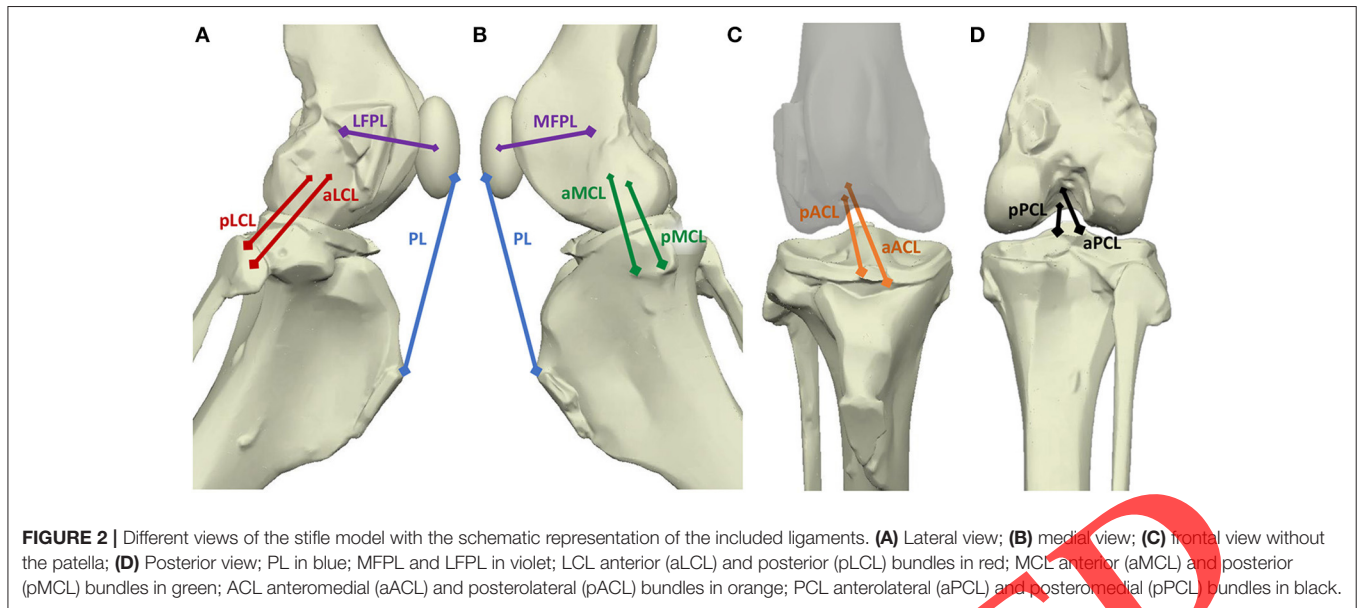 A
B
C
D
LFPL
MFPL
aLCL
pLCL
PL
PL
aMCL
pMCL
pACL
aACL
pPCL
aPCL
FIGURE 2 | Different views of the stifle model with the schematic representation of the included ligaments. (A) Lateral view; (B) medial view; (C) frontal view without
the patella; (D) Posterior view; PL in blue; MFPL and LFPL in violet; LCL anterior (aLCL) and posterior (pLCL) bundles in red; MCL anterior (aMCL) and posterior
(pMCL) bundles in green; ACL anteromedial (aACL) and posterolateral (pACL) bundles in orange; PCL anterolateral (aPCL) and posteromedial (pPCL) bundles in black.